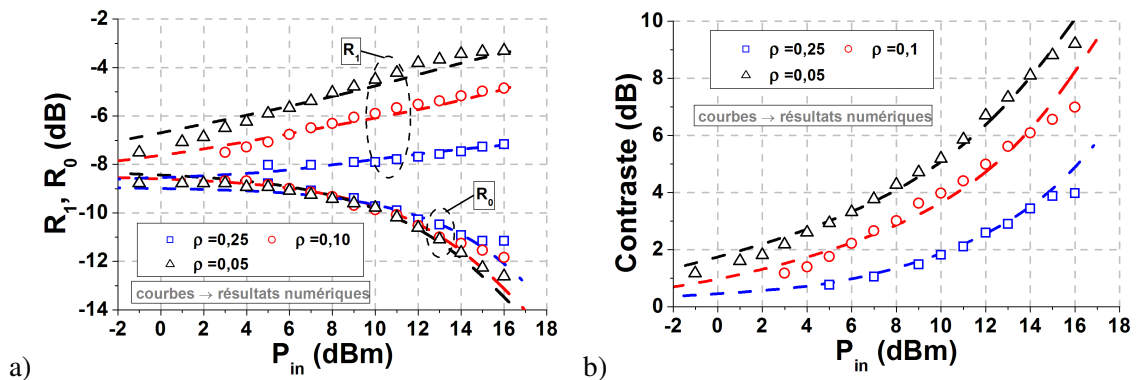 R₁, R₀ (dB)
-2
-4
-6
-8
-10
-12
-14
R₁
R₀
ρ =0,25 ρ =0,10
ρ =0,05
courbes → résultats numériques
-2 0 2 4 6 8 10 12 14 16 18
P_in (dBm)
a)
Contraste (dB)
10
8
6
4
2
0
ρ =0,25 ρ =0,1
ρ =0,05
courbes → résultats numériques
-2 0 2 4 6 8 10 12 14 16 18
P_in (dBm)
b)